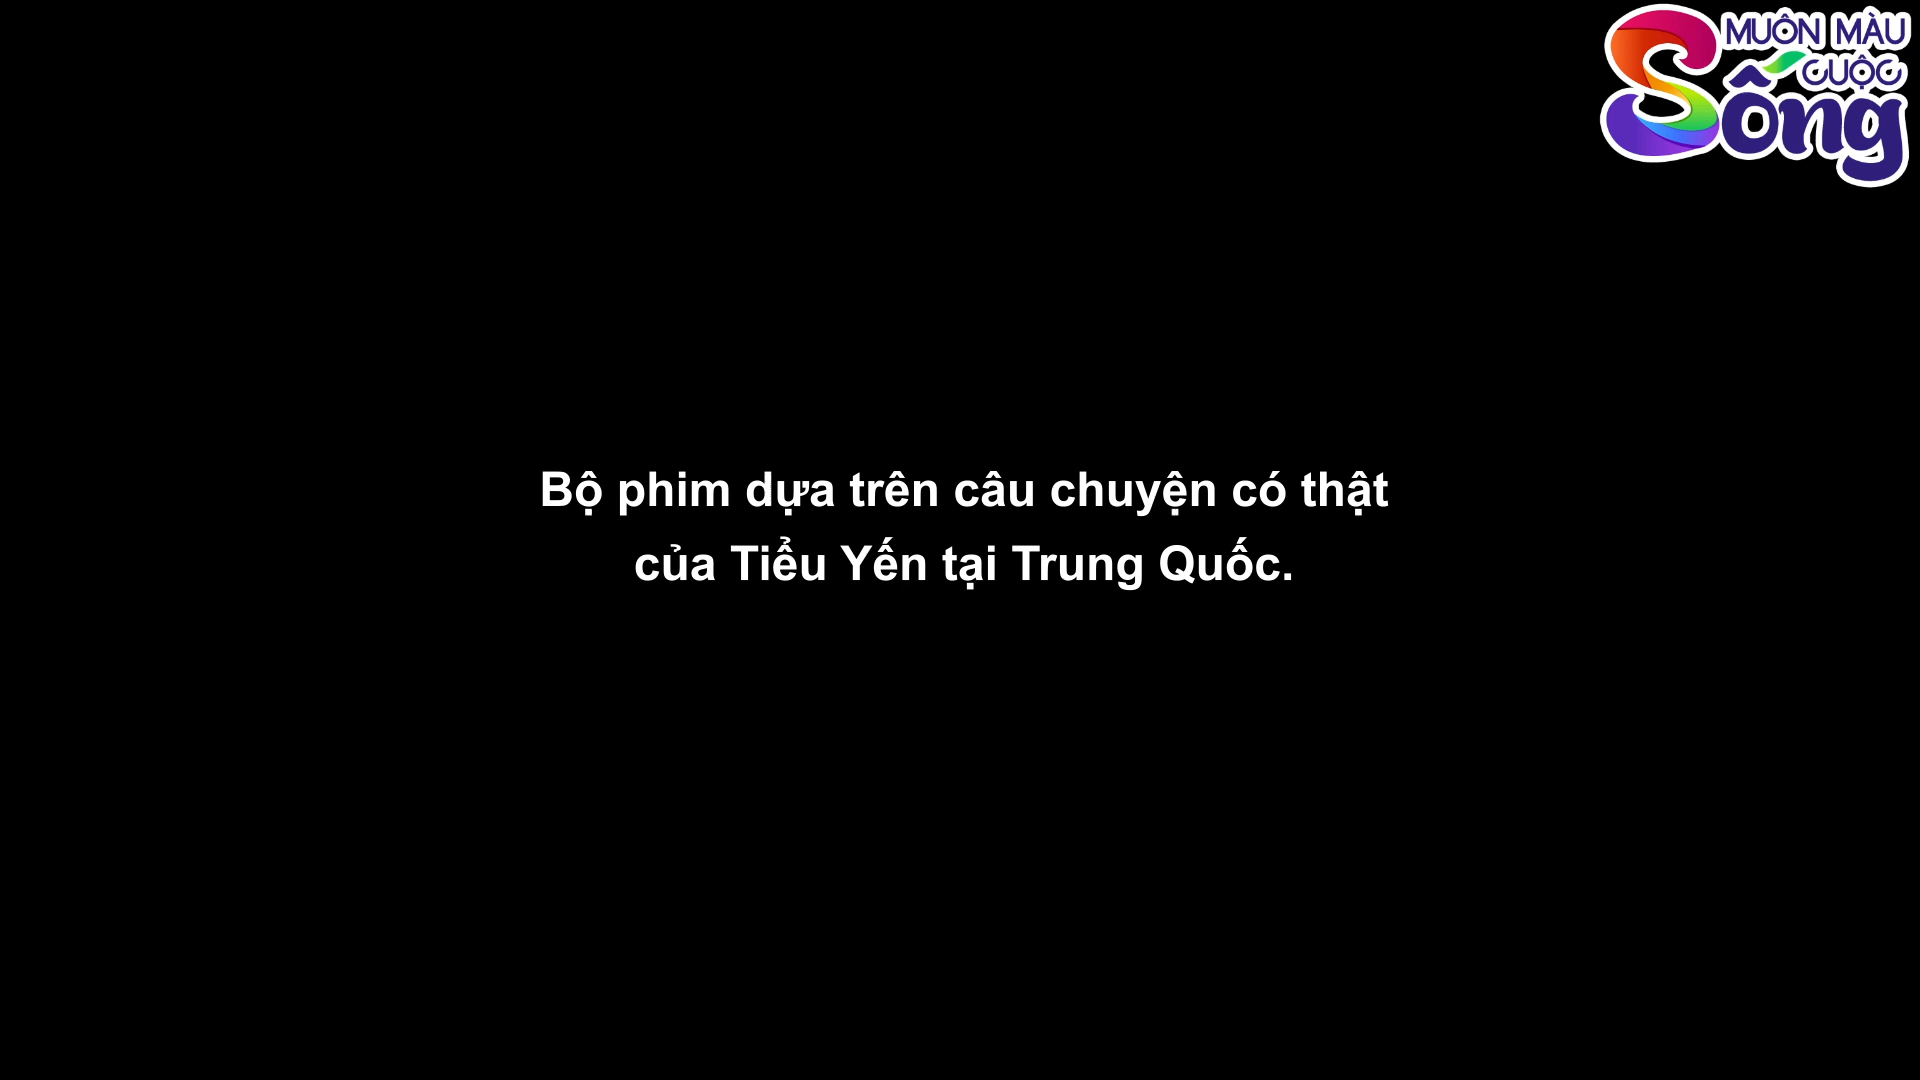 MUÔN MÀU
CUỘC
Sống
Bộ phim dựa trên câu chuyện có thật
của Tiểu Yến tại Trung Quốc.